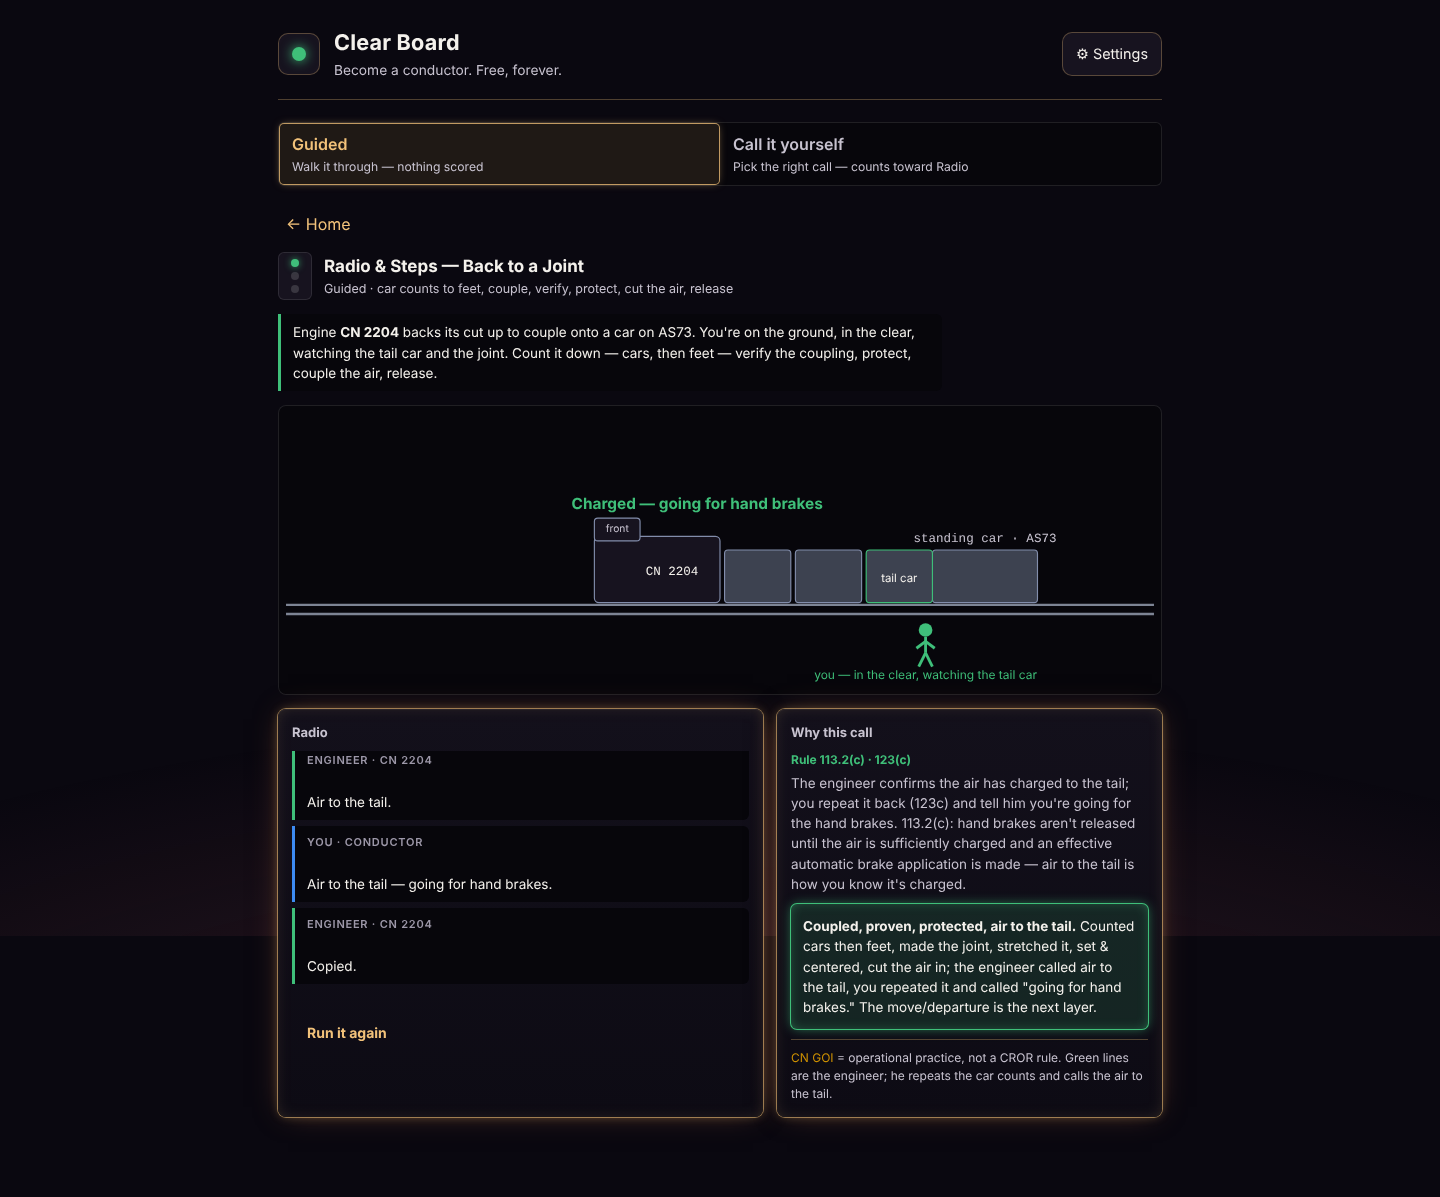 Clear Board
Become a conductor. Free, forever.
⚙ Settings
Guided
Walk it through — nothing scored
Call it yourself
Pick the right call — counts toward Radio
← Home
Radio & Steps — Back to a Joint
Guided · car counts to feet, couple, verify, protect, cut the air, release
Engine CN 2204 backs its cut up to couple onto a car on AS73. You're on the ground, in the clear,
watching the tail car and the joint. Count it down — cars, then feet — verify the coupling, protect,
couple the air, release.
Charged — going for hand brakes
front
standing car · AS73
CN 2204
tail car
you — in the clear, watching the tail car
Radio
ENGINEER · CN 2204
Air to the tail.
YOU · CONDUCTOR
Air to the tail — going for hand brakes.
ENGINEER · CN 2204
Copied.
Run it again
Why this call
Rule 113.2(c) · 123(c)
The engineer confirms the air has charged to the tail;
you repeat it back (123c) and tell him you're going for
the hand brakes. 113.2(c): hand brakes aren't released
until the air is sufficiently charged and an effective
automatic brake application is made — air to the tail is
how you know it's charged.
Coupled, proven, protected, air to the tail. Counted
cars then feet, made the joint, stretched it, set &
centered, cut the air in; the engineer called air to
the tail, you repeated it and called "going for hand
brakes." The move/departure is the next layer.
CN GOI = operational practice, not a CROR rule. Green lines
are the engineer; he repeats the car counts and calls the air to
the tail.